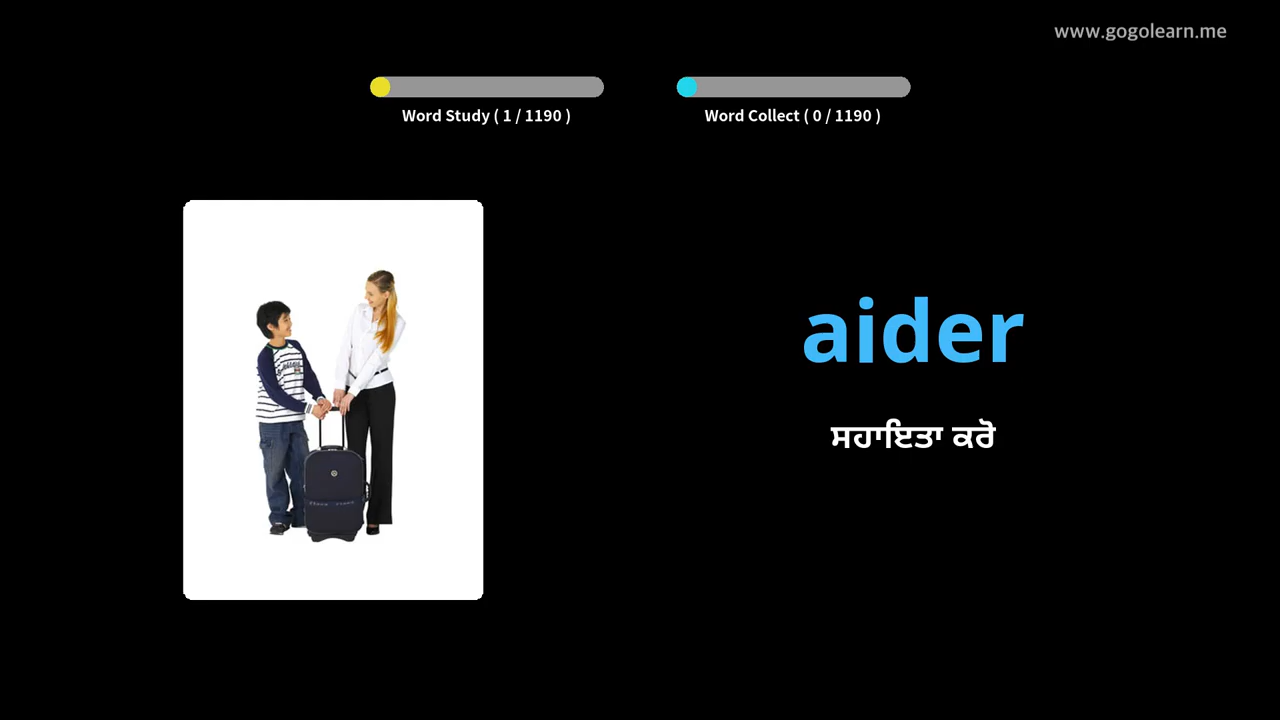 www.gogolearn.me
Word Study ( 1 / 1190 )
Word Collect ( 0 / 1190 )
aider
ਸਹਾਇਤਾ ਕਰੋ